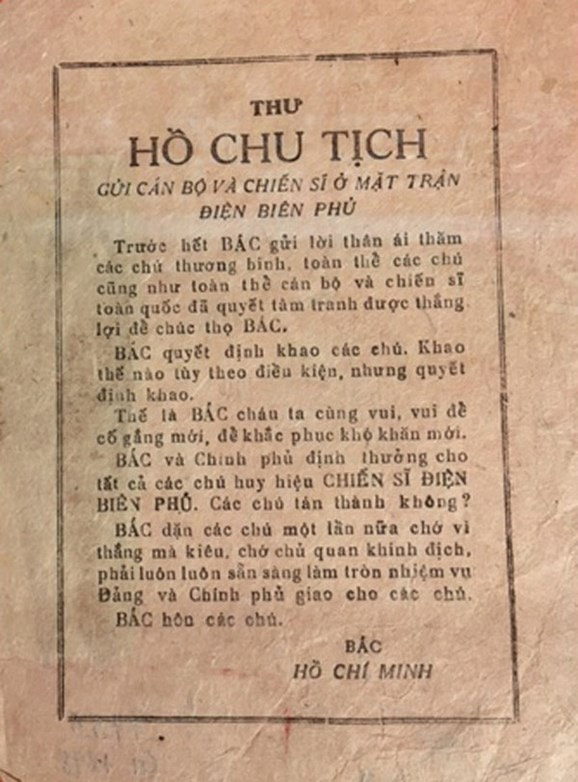 THƯ
HỒ CHU TỊCH
GỬI CÁN BỘ VÀ CHIẾN SĨ Ở MẶT TRẬN
ĐIỆN BIÊN PHỦ
Trước hết BÁC gửi lời thân ái thăm
các chú thương binh, toàn thể các chú
cũng như toàn thể cán bộ và chiến sĩ
toàn quốc đã quyết tâm tranh được thắng
lợi để chúc thọ BÁC.
BÁC quyết định khao các chú. Khao
thế nào tùy theo điều kiện, nhưng quyết
định khao.
Thế là BÁC cháu ta cùng vui, vui để
cố gắng mới, để khắc phục khó khăn mới.
BÁC và Chính phủ định thưởng cho
tất cả các chú huy hiệu CHIẾN SĨ ĐIỆN
BIÊN PHỦ. Các chú tán thành không?
BÁC dặn các chú một lần nữa chớ vì
thắng mà kiêu, chớ chủ quan khinh địch,
phải luôn luôn sẵn sàng làm tròn nhiệm vụ
Đảng và Chính phủ giao cho các chú.
BÁC hôn các chú.
BÁC
HỒ CHÍ MINH